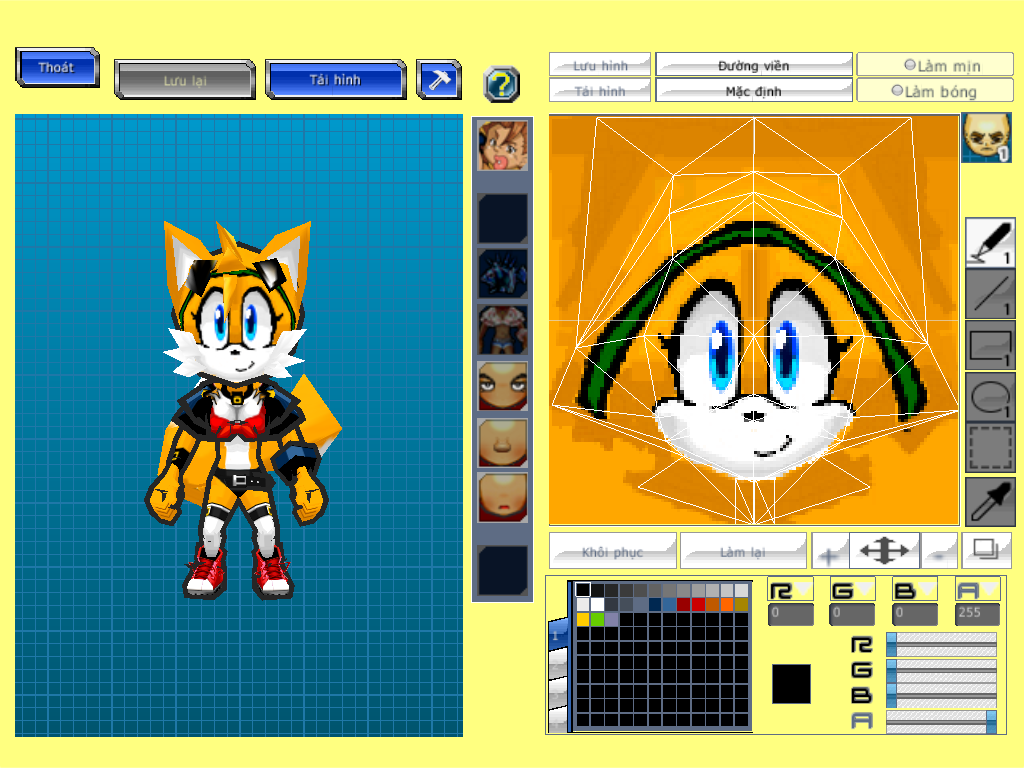 Thoát
Lưu lại
Tải hình
?
Lưu hình
Đường viền
Làm mịn
Tải hình
Mặc định
Làm bóng
1
1
1
1
1
Khôi phục
Làm lại
+
-
R G B A
0 0 0 255
1
R
G
B
A